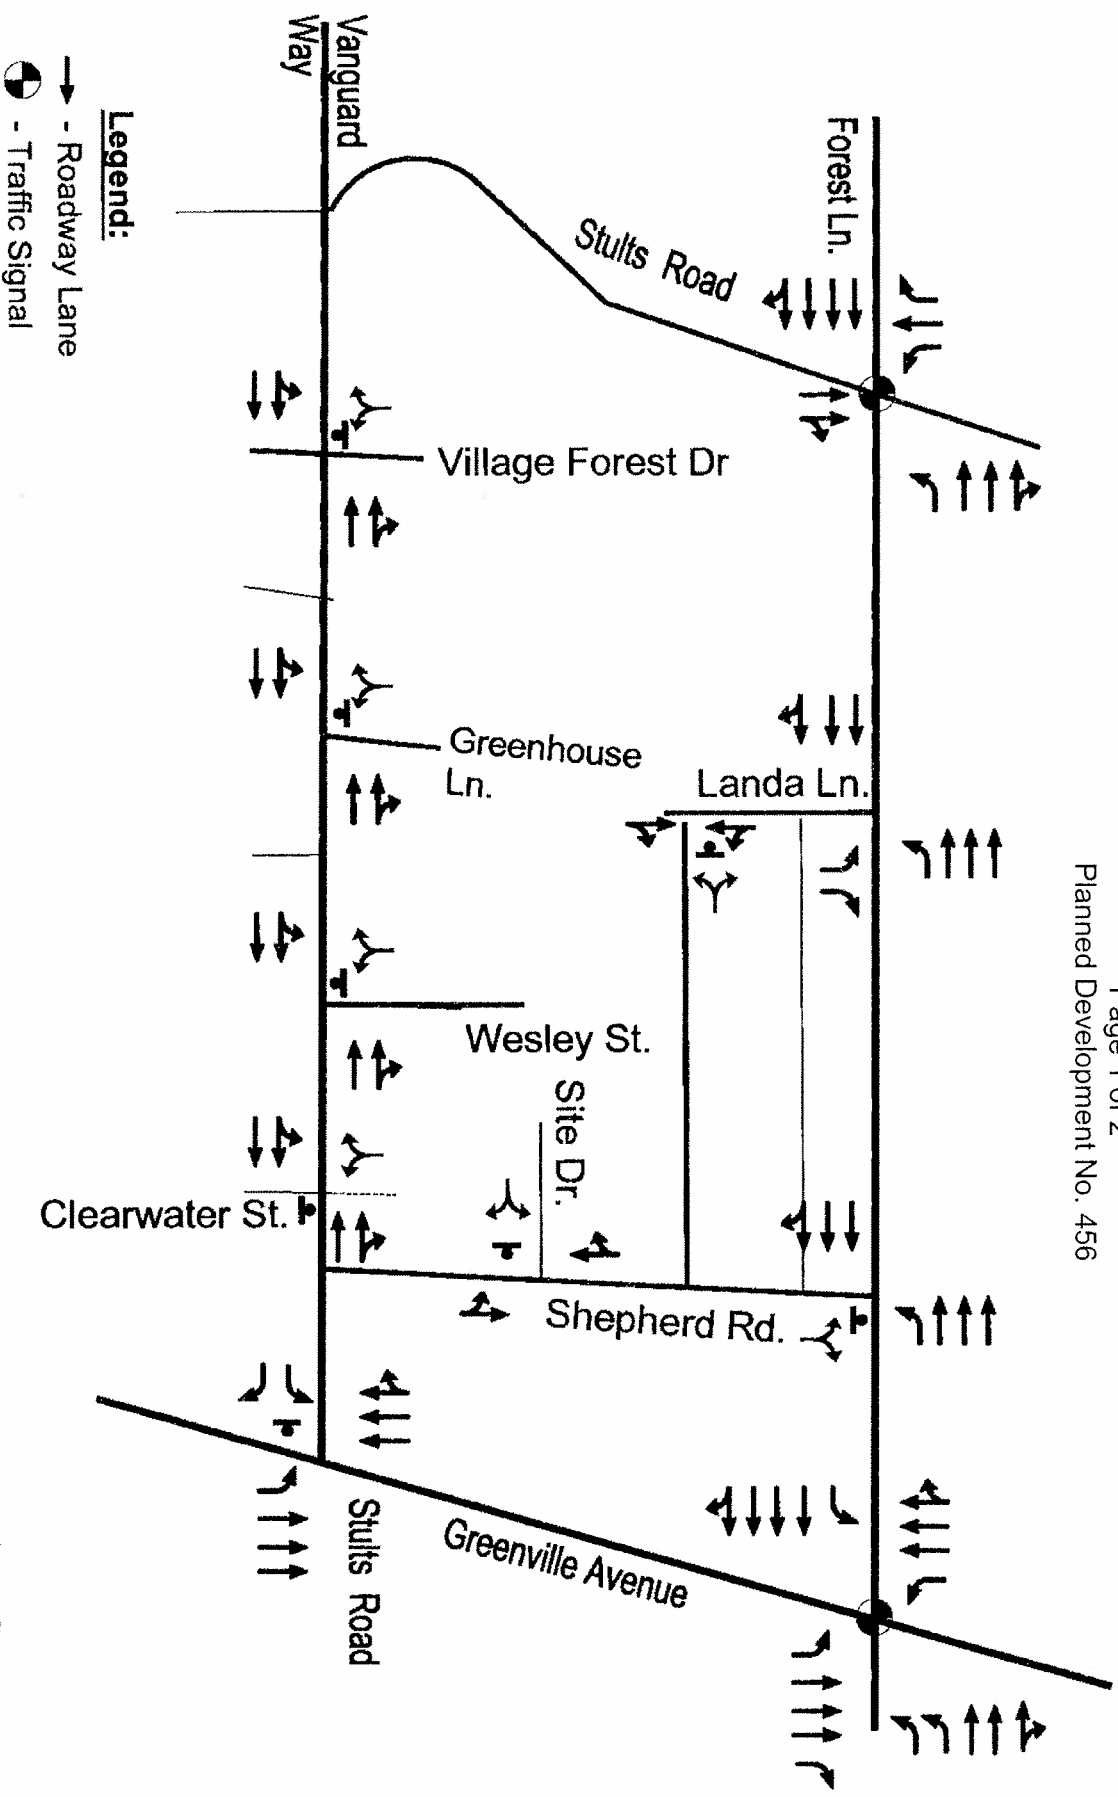 Page 1 of 2
Planned Development No. 456
Forest Ln.
Stults Road
Vanguard
Way
Legend:
- Roadway Lane
- Traffic Signal
Village Forest Dr
Greenhouse
Ln.
Landa Ln.
Wesley St.
Site Dr.
Clearwater St.
Shepherd Rd.
Stults Road
Greenville Avenue